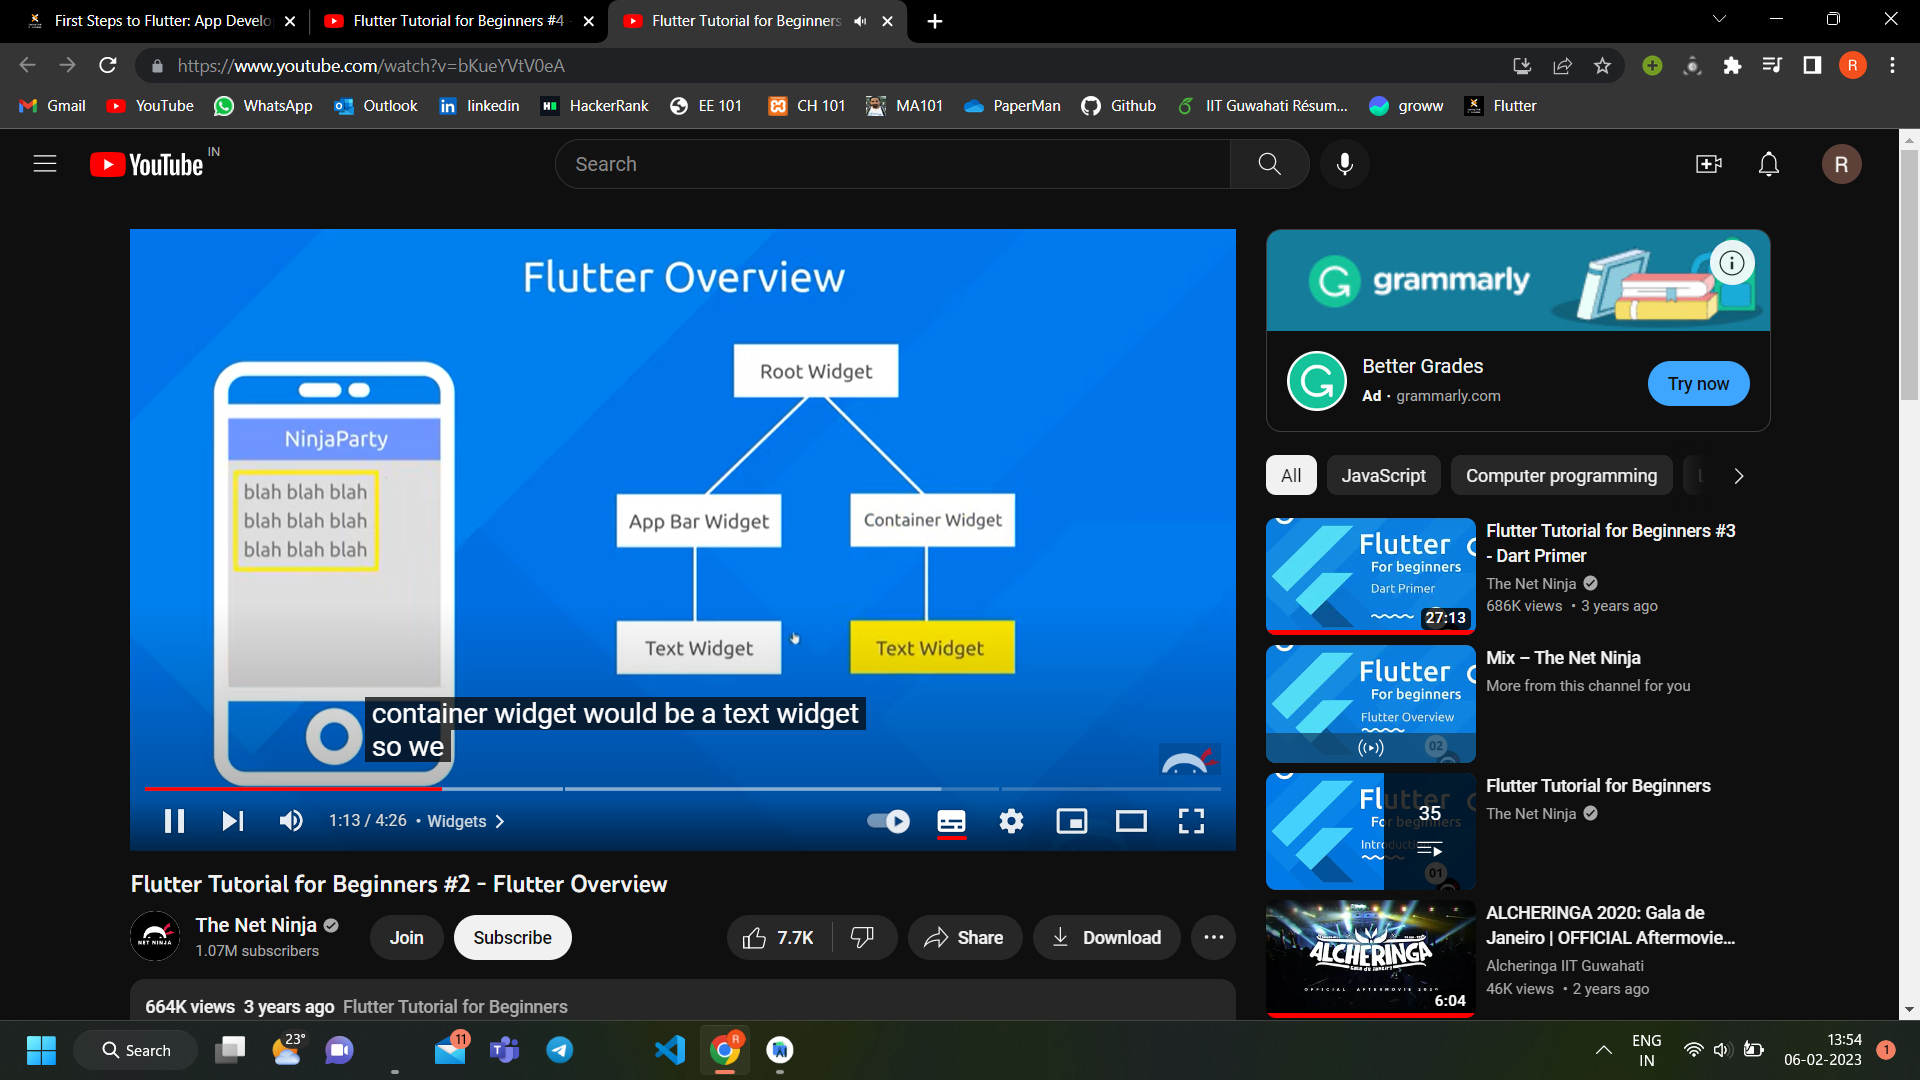 First Steps to Flutter: App Develo
Flutter Tutorial for Beginners #4 -
Flutter Tutorial for Beginners
https://www.youtube.com/watch?v=bKueYVtV0eA
R
Gmail
YouTube
WhatsApp
Outlook
linkedin
HackerRank
EE 101
CH 101
MA101
PaperMan
Github
IIT Guwahati Résum...
groww
Flutter
YouTube IN
Search
R
Flutter Overview
Root Widget
App Bar Widget
Container Widget
Text Widget
Text Widget
NinjaParty
blah blah blah
blah blah blah
blah blah blah
container widget would be a text widget
so we
1:13 / 4:26 • Widgets
Flutter Tutorial for Beginners #2 - Flutter Overview
NET NINJA
The Net Ninja
1.07M subscribers
Join
Subscribe
7.7K
Share
Download
664K views 3 years ago Flutter Tutorial for Beginners
grammarly
Better Grades
Ad · grammarly.com
Try now
All
JavaScript
Computer programming
Flutter
For beginners
Dart Primer
27:13
Flutter Tutorial for Beginners #3
- Dart Primer
The Net Ninja
686K views • 3 years ago
Flutter
For beginners
Flutter Overview
02
Mix – The Net Ninja
More from this channel for you
Flutter
For beginners
Introduct
35
01
Flutter Tutorial for Beginners
The Net Ninja
ALCHERINGA
6:04
ALCHERINGA 2020: Gala de
Janeiro | OFFICIAL Aftermovie...
Alcheringa IIT Guwahati
46K views • 2 years ago
Search
23°
11
R
ENG
IN
13:54
06-02-2023
1